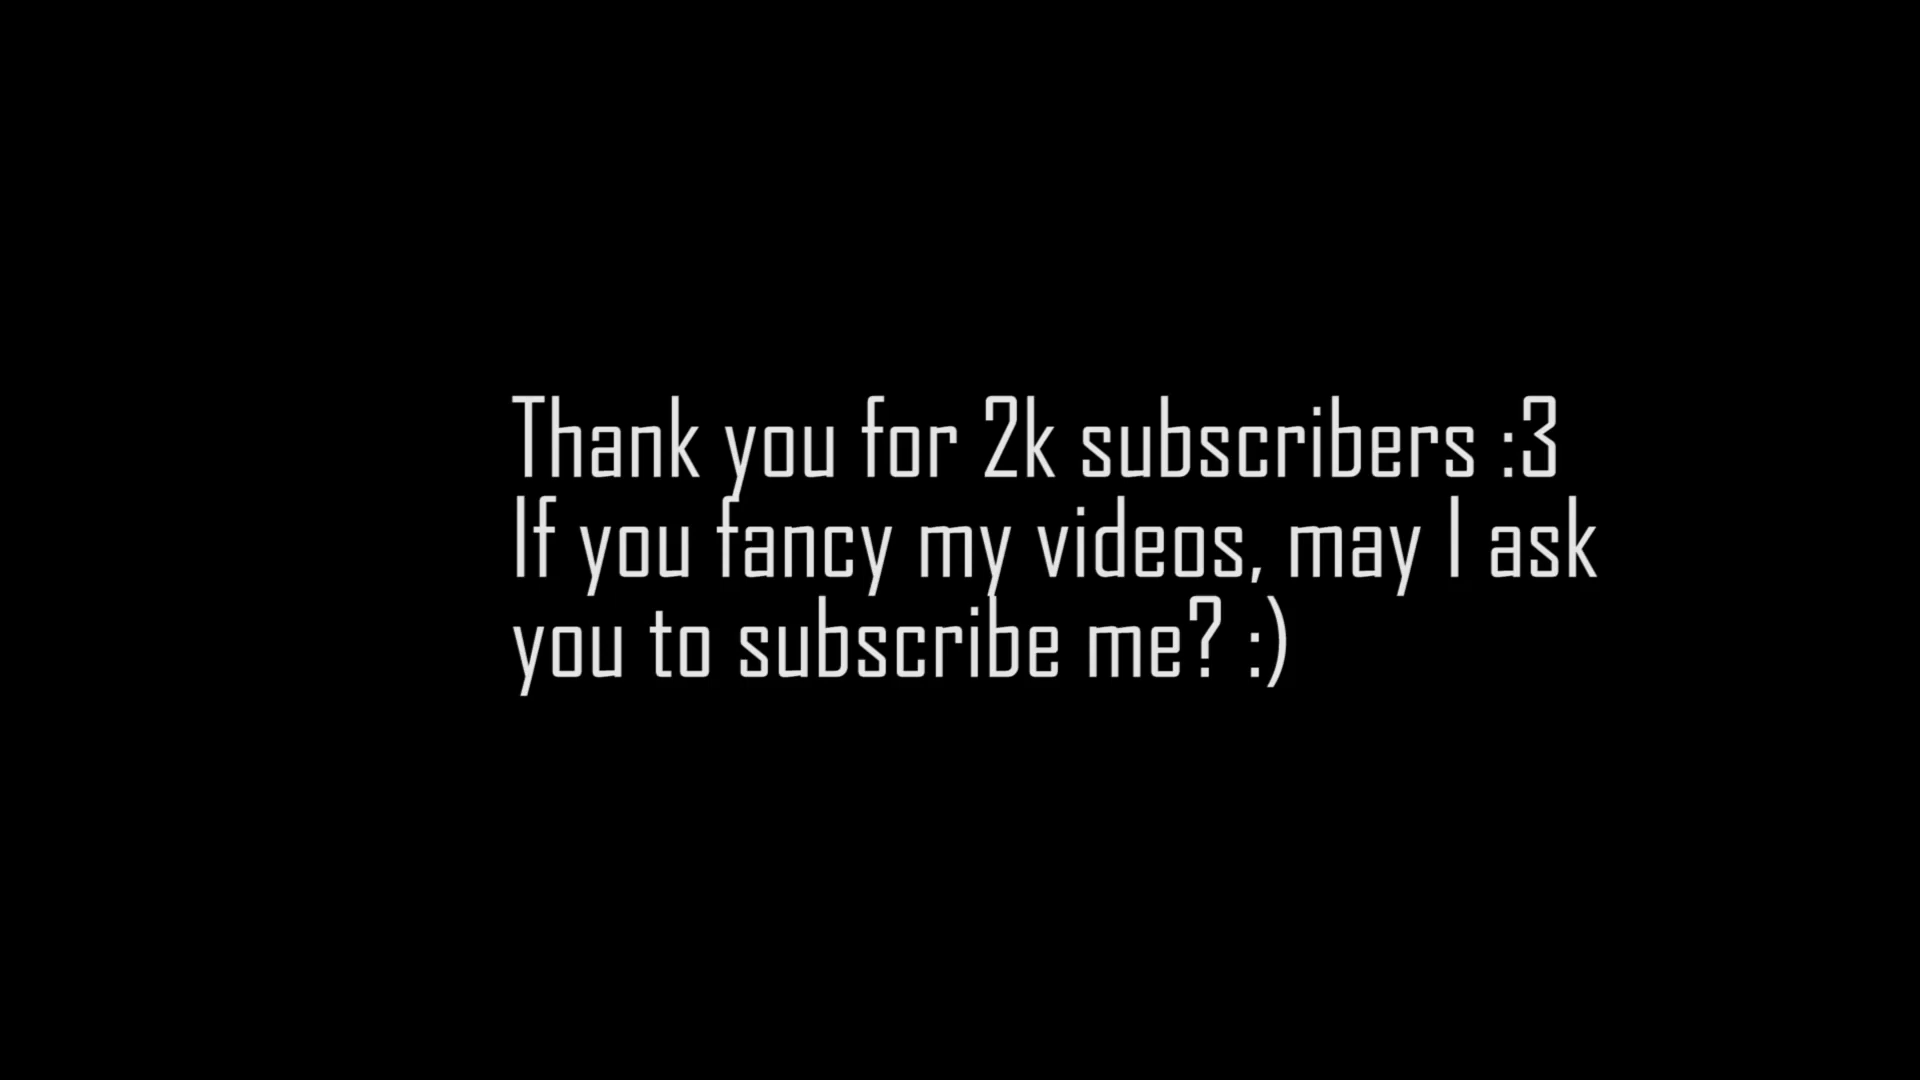 Thank you for 2k subscribers :3
If you fancy my videos, may I ask
you to subscribe me? :)